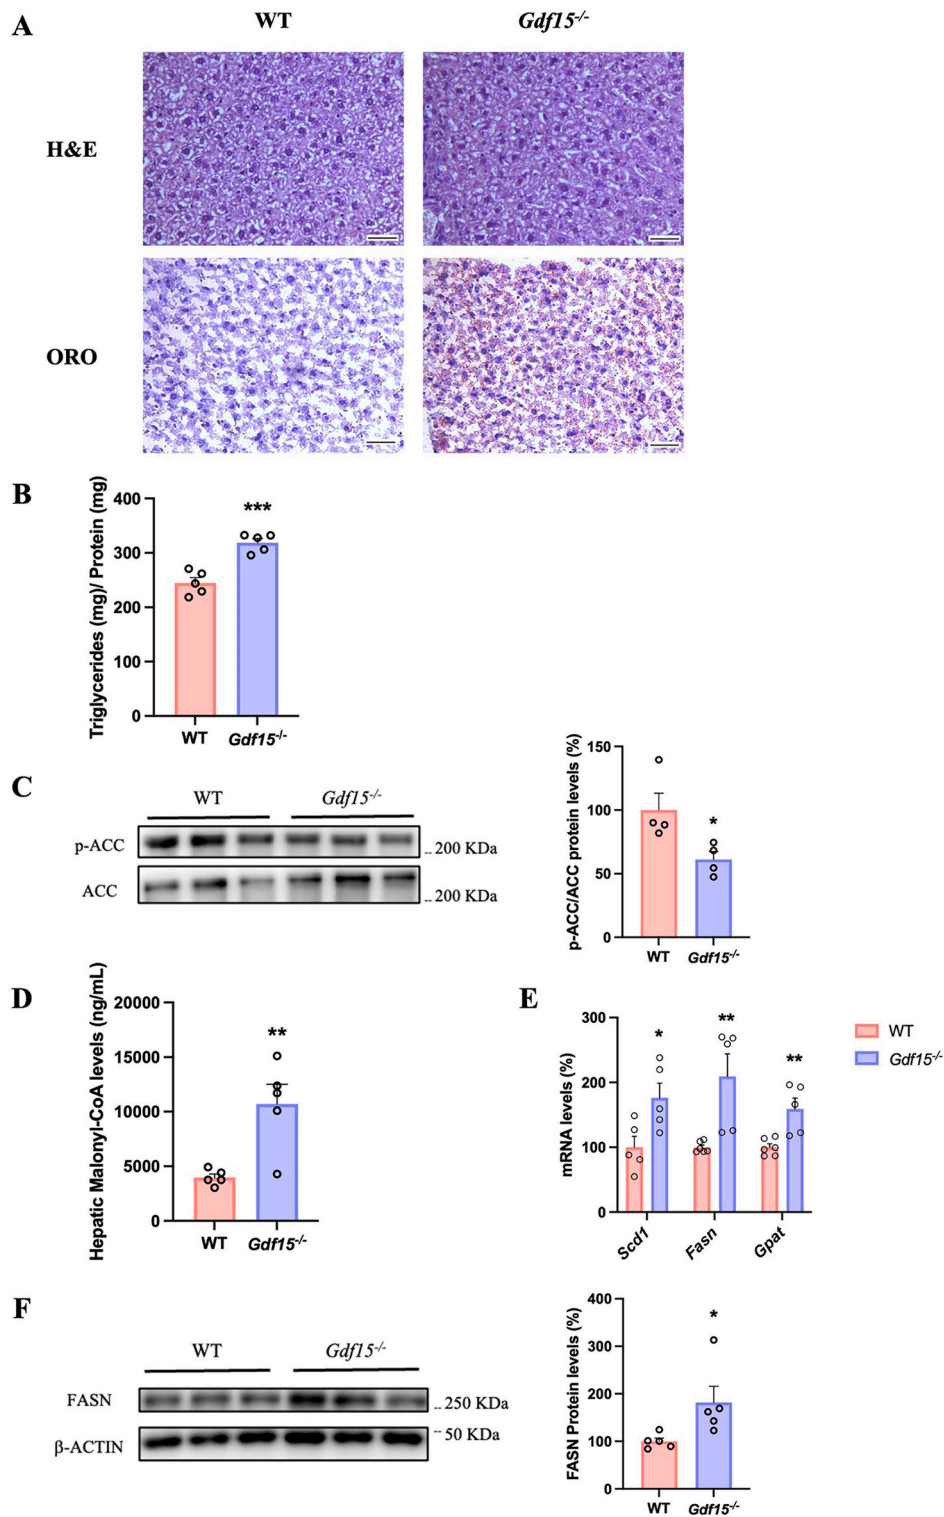 A
WT
Gdf15-/-
H&E
ORO
B
Triglycerides (mg)/ Protein (mg)
400
300
200
100
0
***
WT
Gdf15-/-
C
WT
Gdf15-/-
p-ACC
-- 200 KDa
ACC
-- 200 KDa
p-ACC/ACC protein levels (%)
150
100
50
0
*
WT
Gdf15-/-
D
Hepatic Malonyl-CoA levels (ng/mL)
20000
15000
10000
5000
0
**
WT
Gdf15-/-
E
mRNA levels (%)
300
200
100
0
*
**
**
Scd1
Fasn
Gpat
WT
Gdf15-/-
F
WT
Gdf15-/-
FASN
-- 250 KDa
β-ACTIN
-- 50 KDa
FASN Protein levels (%)
400
300
200
100
0
*
WT
Gdf15-/-